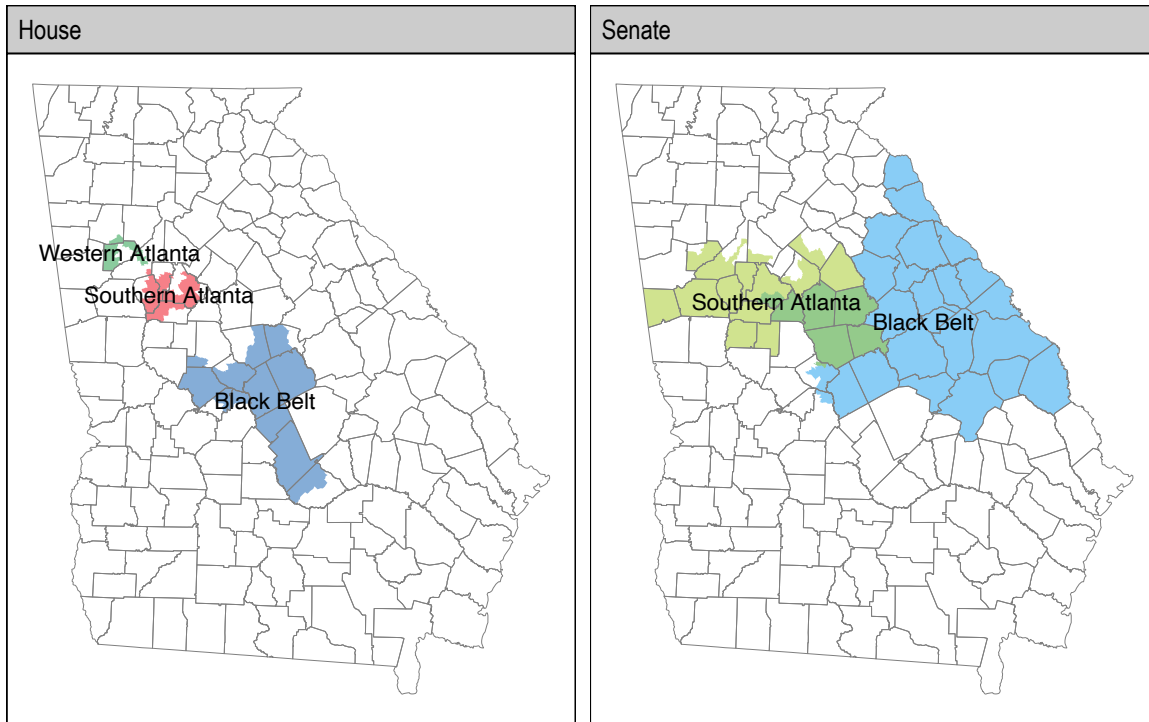 House
Senate
Western Atlanta
Southern Atlanta
Black Belt
Southern Atlanta
Black Belt